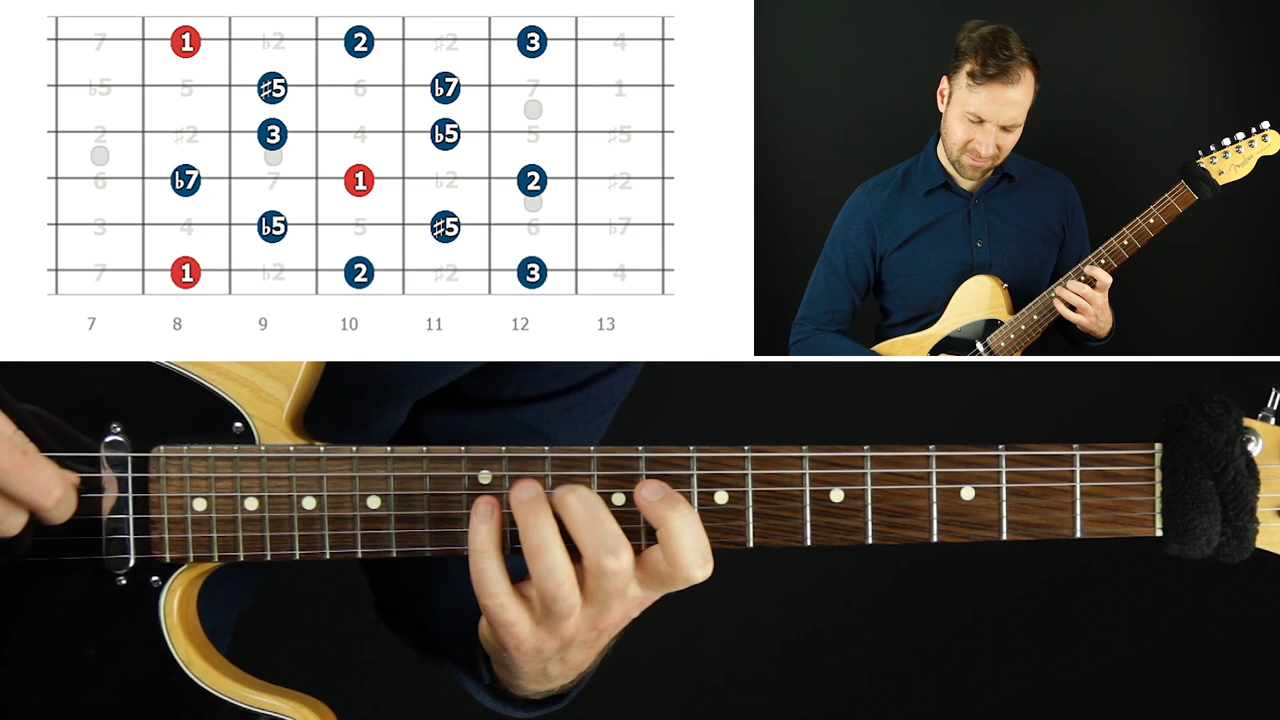 7 1 ♭2 2 ♯2 3 4
♭5 5 ♯5 6 ♭7 7 1
2 ♯2 3 4 ♭5 5 ♯5
6 ♭7 7 1 ♭2 2 ♯2
3 4 ♭5 5 ♯5 6 ♭7
7 1 ♭2 2 ♯2 3 4
7 8 9 10 11 12 13
Fender